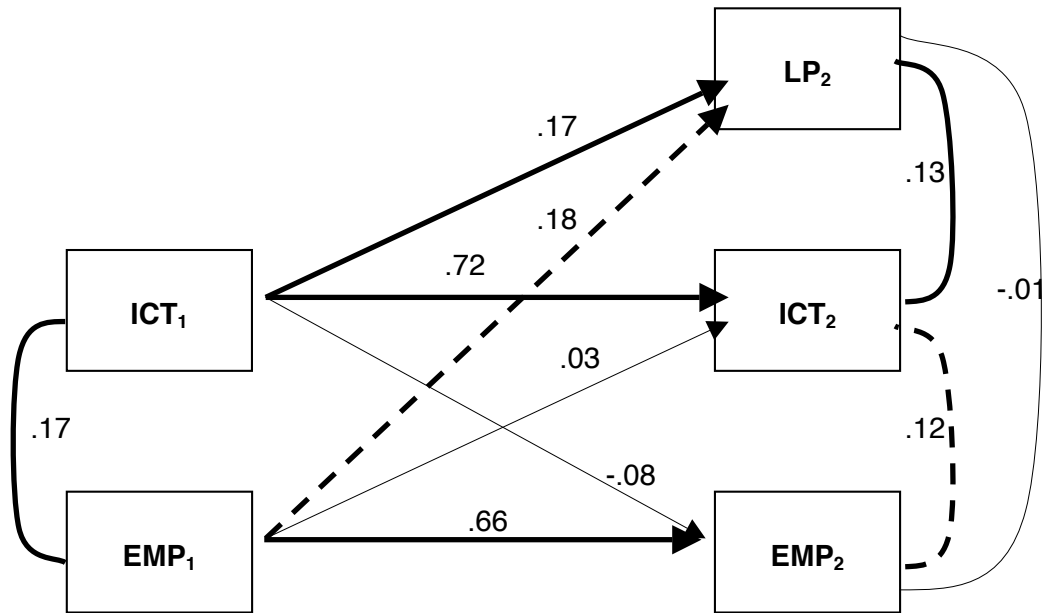 LP₂
.17
.13
.18
.72
ICT₁
ICT₂
-.01
.03
.17
.12
-.08
.66
EMP₁
EMP₂